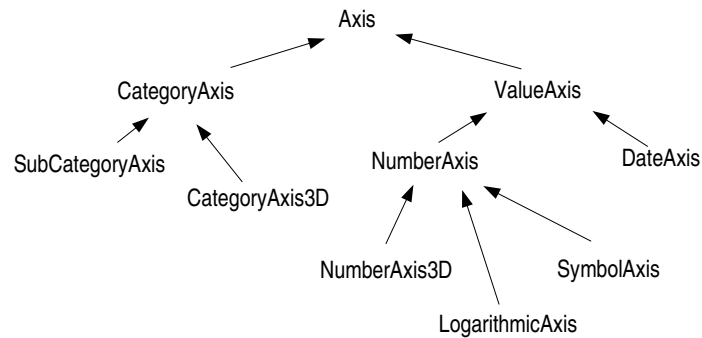 Axis
CategoryAxis
ValueAxis
SubCategoryAxis
NumberAxis
DateAxis
CategoryAxis3D
NumberAxis3D
SymbolAxis
LogarithmicAxis